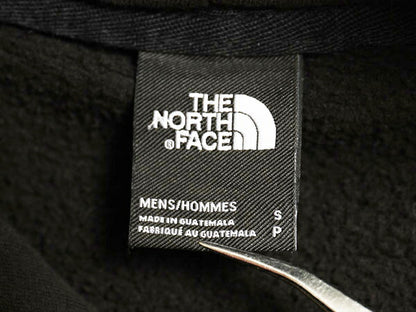 THE
NORTH
® FACE
MENS/HOMMES
MADE IN GUATEMALA S
FABRIQUÉ AU GUATEMALA P